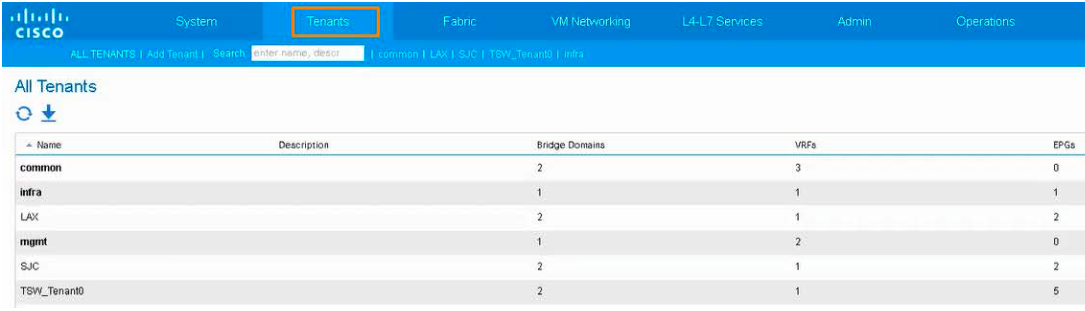 CISCO System Tenants Fabric VM Networking L4-L7 Services Admin Operations
ALL TENANTS | Add Tenant | Search: enter name, descr | common | LAX | SJC | TSW_Tenant0 | infra
All Tenants
Name Description Bridge Domains VRFs EPGs
common 2 3 0
infra 1 1 1
LAX 2 1 2
mgmt 1 2 0
SJC 2 1 2
TSW_Tenant0 2 1 5